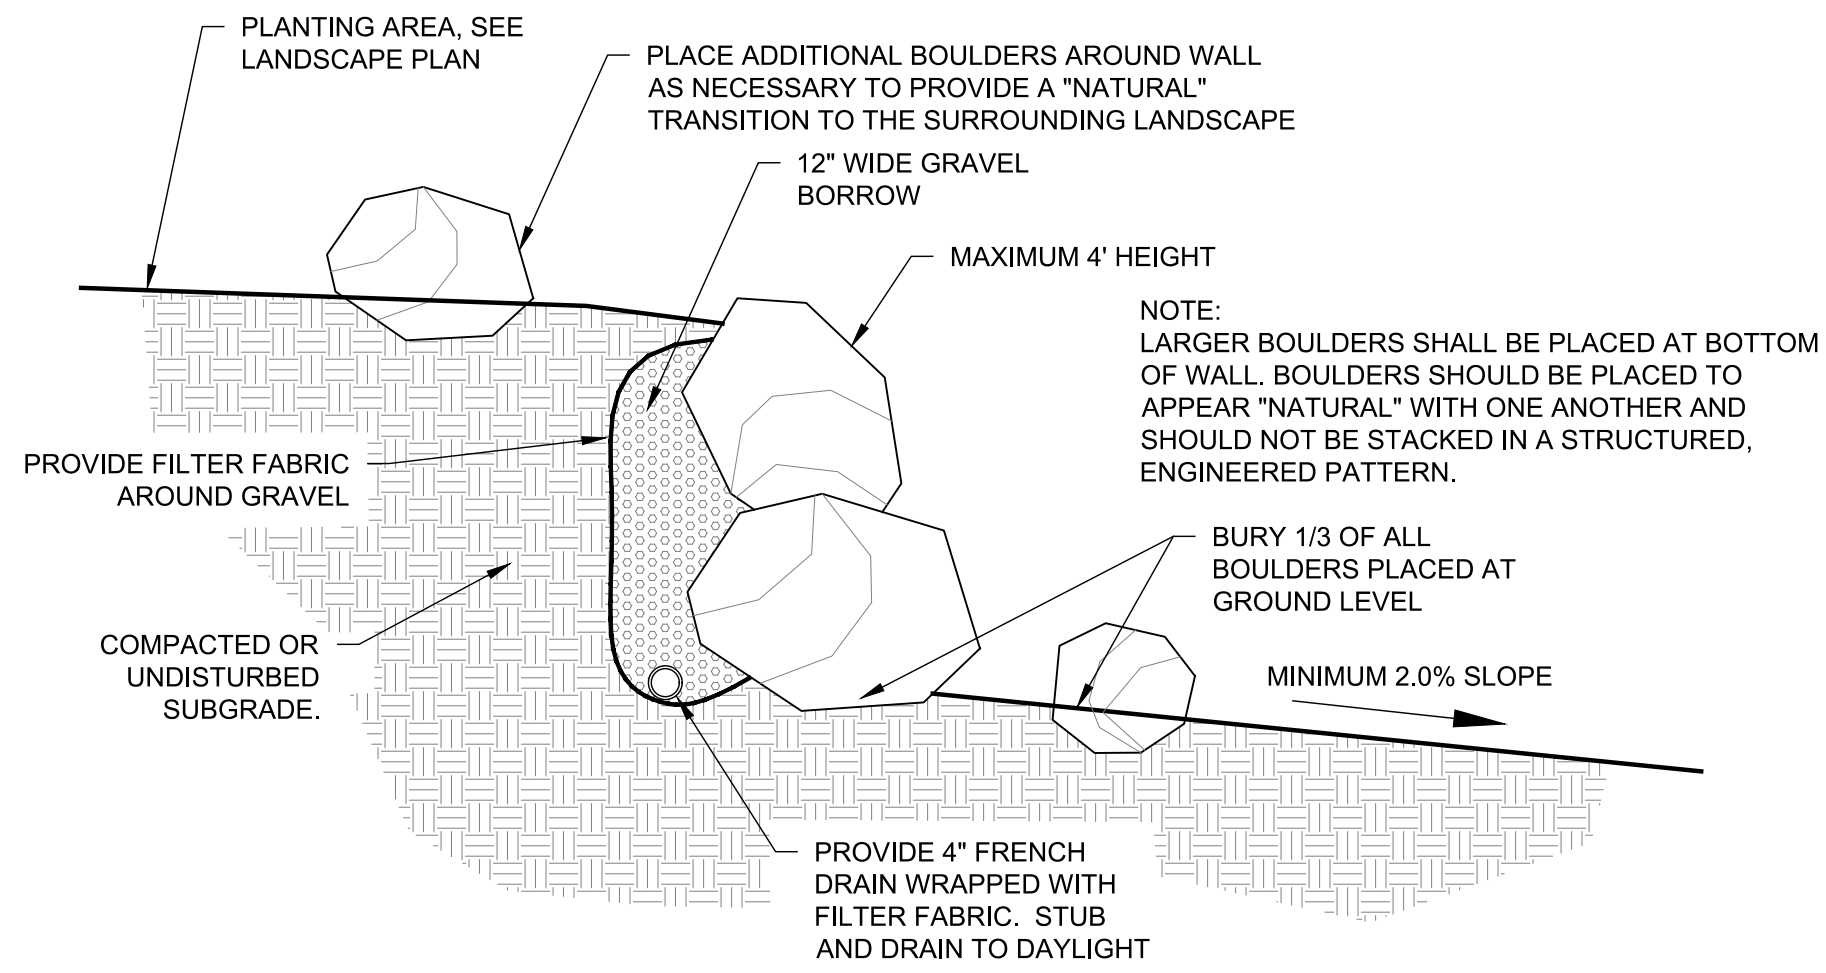 PLANTING AREA, SEE
LANDSCAPE PLAN
PLACE ADDITIONAL BOULDERS AROUND WALL
AS NECESSARY TO PROVIDE A "NATURAL"
TRANSITION TO THE SURROUNDING LANDSCAPE
12" WIDE GRAVEL
BORROW
MAXIMUM 4' HEIGHT
NOTE:
LARGER BOULDERS SHALL BE PLACED AT BOTTOM
OF WALL. BOULDERS SHOULD BE PLACED TO
APPEAR "NATURAL" WITH ONE ANOTHER AND
SHOULD NOT BE STACKED IN A STRUCTURED,
ENGINEERED PATTERN.
PROVIDE FILTER FABRIC
AROUND GRAVEL
BURY 1/3 OF ALL
BOULDERS PLACED AT
GROUND LEVEL
COMPACTED OR
UNDISTURBED
SUBGRADE.
MINIMUM 2.0% SLOPE
PROVIDE 4" FRENCH
DRAIN WRAPPED WITH
FILTER FABRIC.  STUB
AND DRAIN TO DAYLIGHT